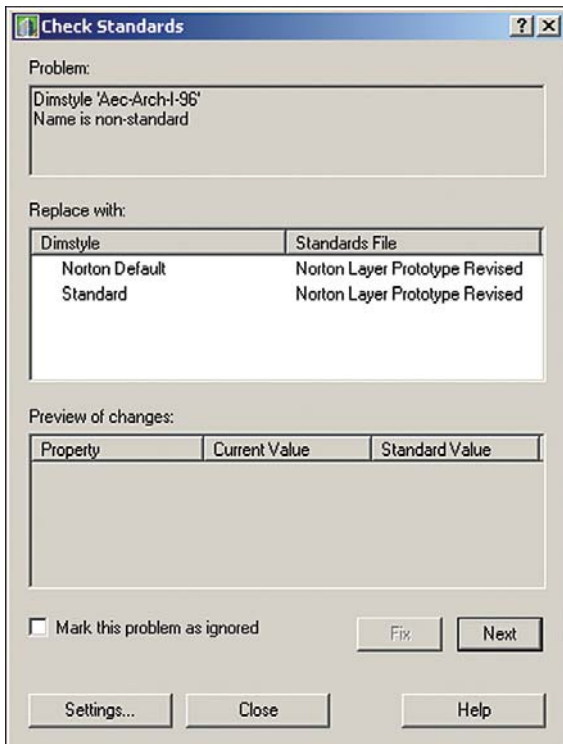 Check Standards
Problem:
Dimstyle 'Aec-Arch-I-96'
Name is non-standard
Replace with:
Dimstyle Standards File
Norton Default Norton Layer Prototype Revised
Standard Norton Layer Prototype Revised
Preview of changes:
Property Current Value Standard Value
Mark this problem as ignored Fix Next
Settings... Close Help